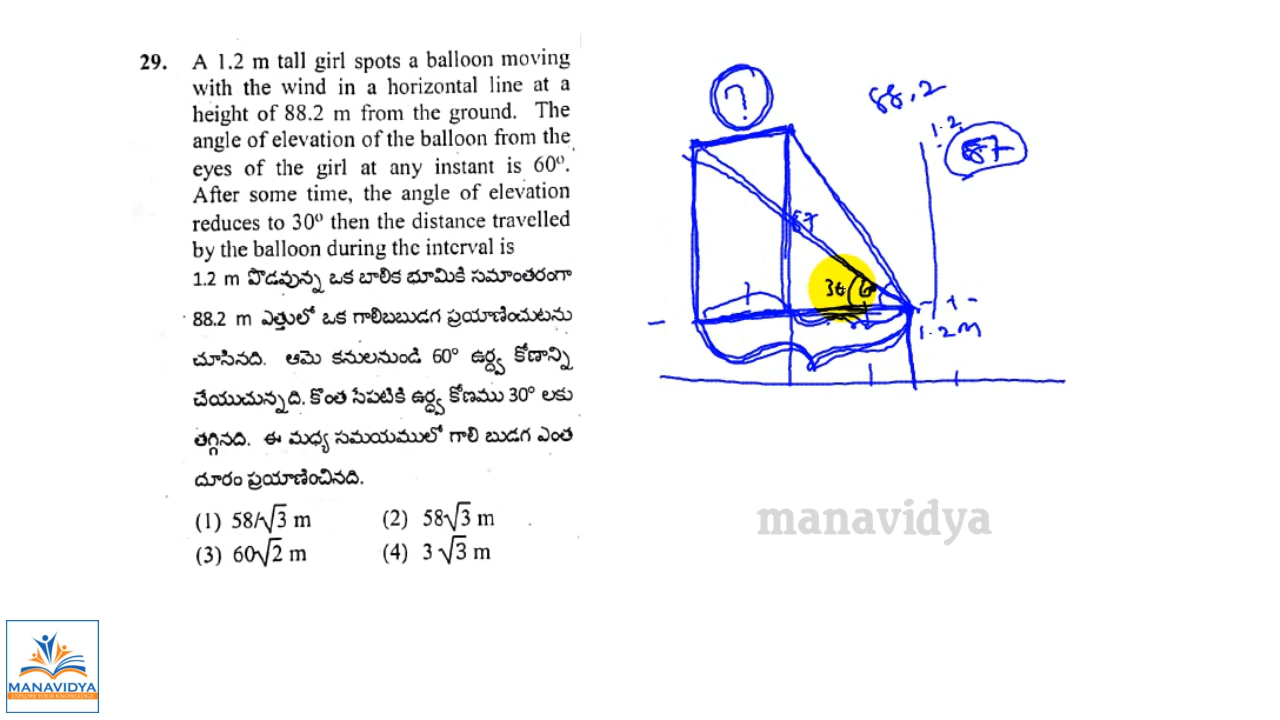 29. A 1.2 m tall girl spots a balloon moving
with the wind in a horizontal line at a
height of 88.2 m from the ground. The
angle of elevation of the balloon from the
eyes of the girl at any instant is 60°.
After some time, the angle of elevation
reduces to 30° then the distance travelled
by the balloon during the interval is
1.2 m పొడవున్న ఒక బాలిక భూమికి సమాంతరంగా
88.2 m ఎత్తులో ఒక గాలిబబుడగ ప్రయాణించుటను
చూసినది. ఆమె కనులనుండి 60° ఊర్ధ్వ కోణాన్ని
చేయుచున్నది. కొంత సేపటికి ఊర్ధ్వ కోణము 30° లకు
తగ్గినది. ఈ మధ్య సమయములో గాలి బుడగ ఎంత
దూరం ప్రయాణించినది.
(1) 58/√3 m (2) 58√3 m
(3) 60√2 m (4) 3√3 m
?
88.2
1.2
87
87
30
1.2m
manavidya
MANAVIDYA
EXPLORE YOUR KNOWLEDGE